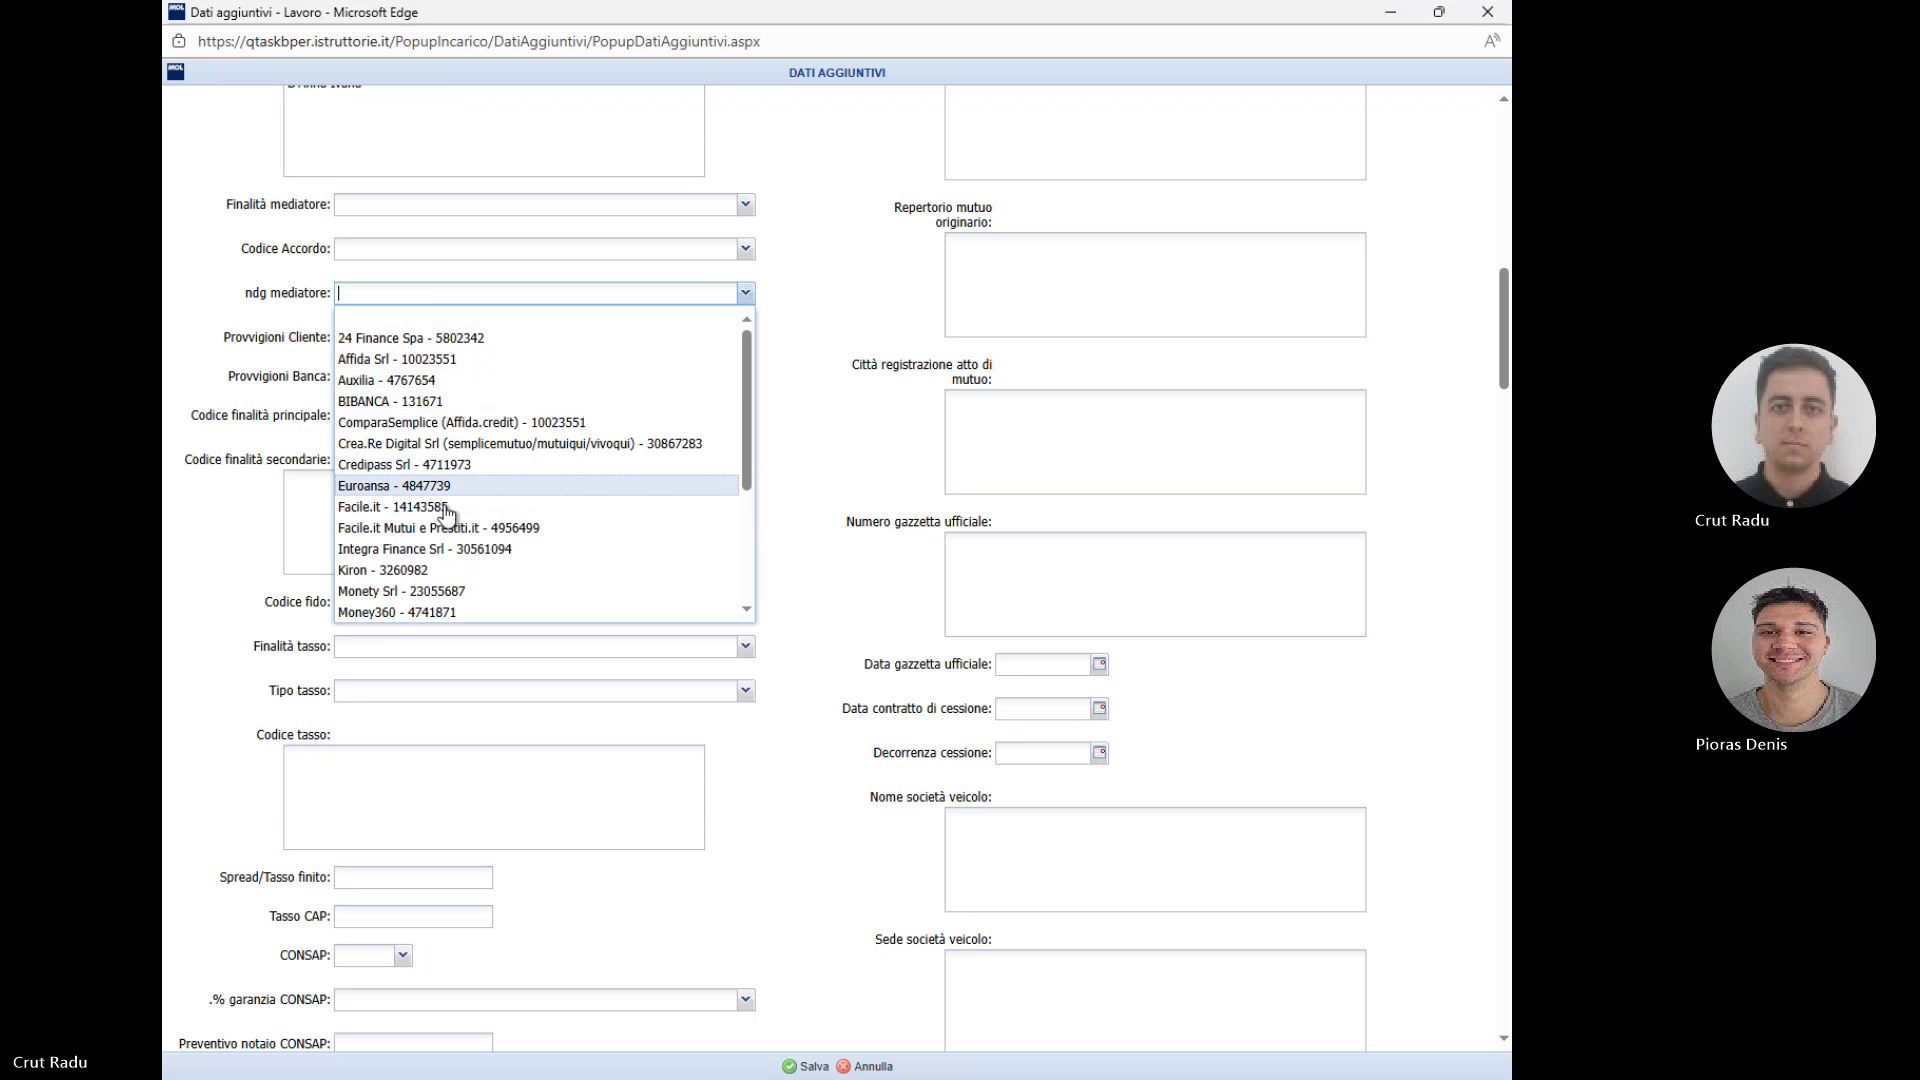 MOL
Dati aggiuntivi - Lavoro - Microsoft Edge
https://qtaskbper.istruttorie.it/PopupIncarico/DatiAggiuntivi/PopupDatiAggiuntivi.aspx
MOL
DATI AGGIUNTIVI
Finalità mediatore:
Codice Accordo:
ndg mediatore:
24 Finance Spa - 5802342
Affida Srl - 10023551
Auxilia - 4767654
BIBANCA - 131671
ComparaSemplice (Affida.credit) - 10023551
Crea.Re Digital Srl (semplicemutuo/mutuiqui/vivoqui) - 30867283
Credipass Srl - 4711973
Euroansa - 4847739
Facile.it - 14143585
Facile.it Mutui e Prestiti.it - 4956499
Integra Finance Srl - 30561094
Kiron - 3260982
Monety Srl - 23055687
Money360 - 4741871
Provvigioni Cliente:
Provvigioni Banca:
Codice finalità principale:
Codice finalità secondarie:
Codice fido:
Finalità tasso:
Tipo tasso:
Codice tasso:
Spread/Tasso finito:
Tasso CAP:
CONSAP:
.% garanzia CONSAP:
Preventivo notaio CONSAP:
Repertorio mutuo
originario:
Città registrazione atto di
mutuo:
Numero gazzetta ufficiale:
Data gazzetta ufficiale:
Data contratto di cessione:
Decorrenza cessione:
Nome società veicolo:
Sede società veicolo:
Salva Annulla
Crut Radu
Pioras Denis
Crut Radu